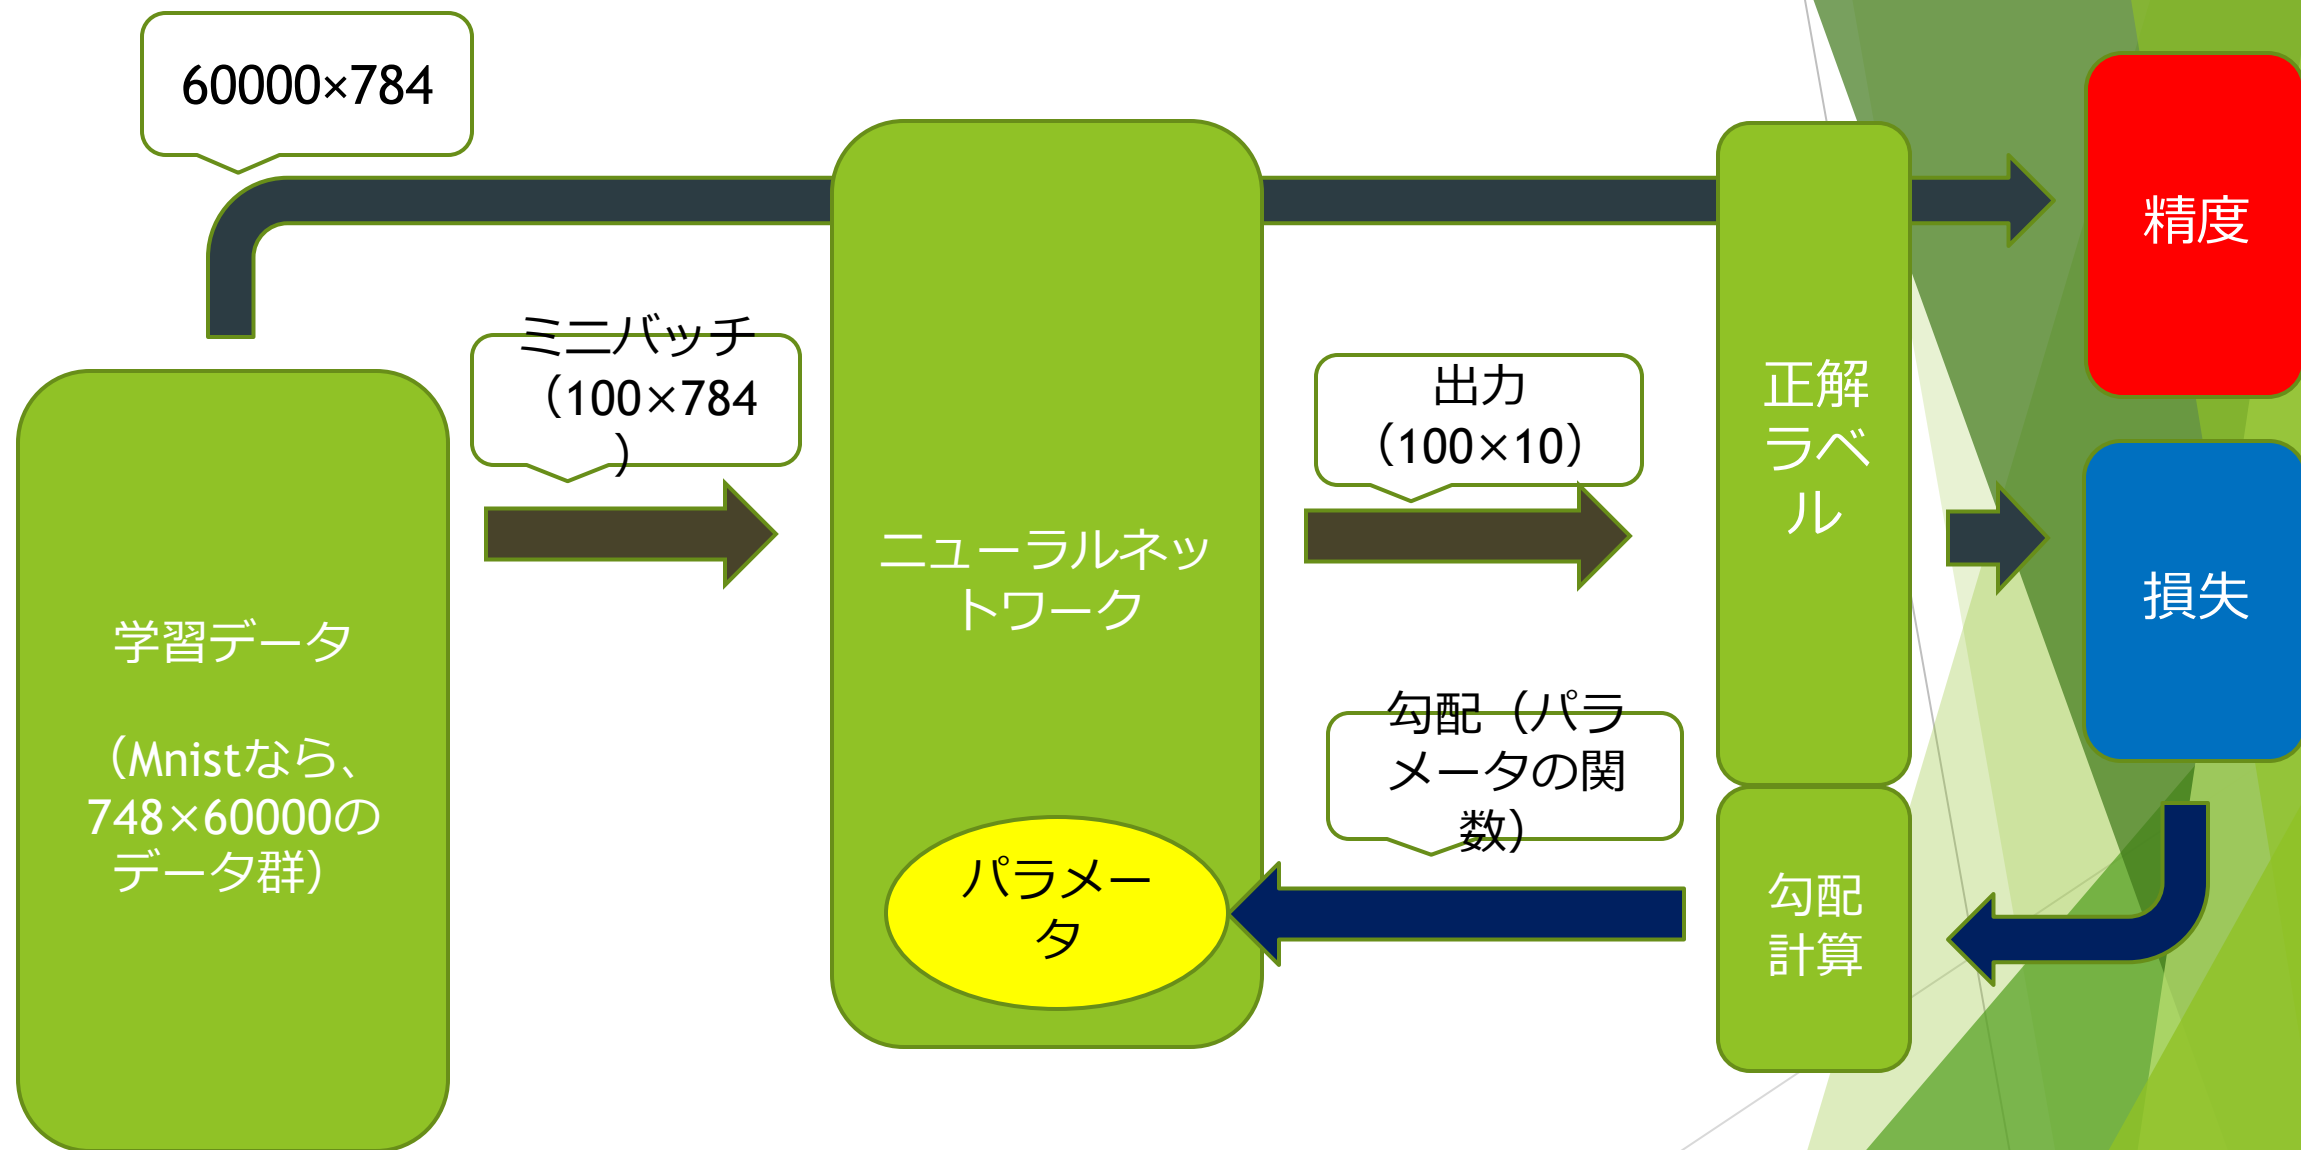 60000×784
ミニバッチ
（100×784
）
出力
（100×10）
精度
正解
ラベ
ル
損失
ニューラルネッ
トワーク
学習データ
（Mnistなら、
748×60000の
データ群）
勾配（パラ
メータの関
数）
パラメー
タ
勾配
計算